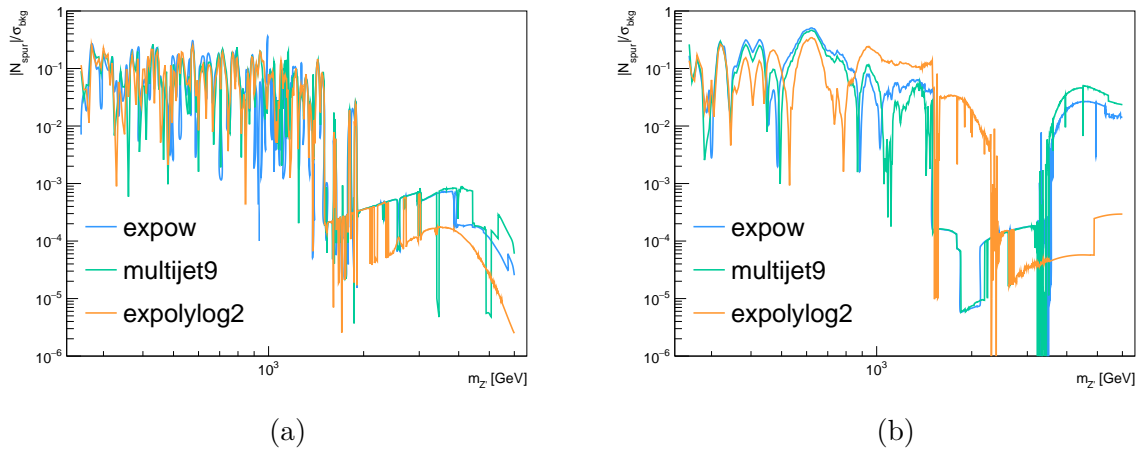 |N_spur|/σ_bkg
1
10⁻¹
10⁻²
10⁻³
10⁻⁴
10⁻⁵
10⁻⁶
expow
multijet9
expolylog2
10³
m_Z' [GeV]
(a)
|N_spur|/σ_bkg
1
10⁻¹
10⁻²
10⁻³
10⁻⁴
10⁻⁵
10⁻⁶
expow
multijet9
expolylog2
10³
m_Z' [GeV]
(b)